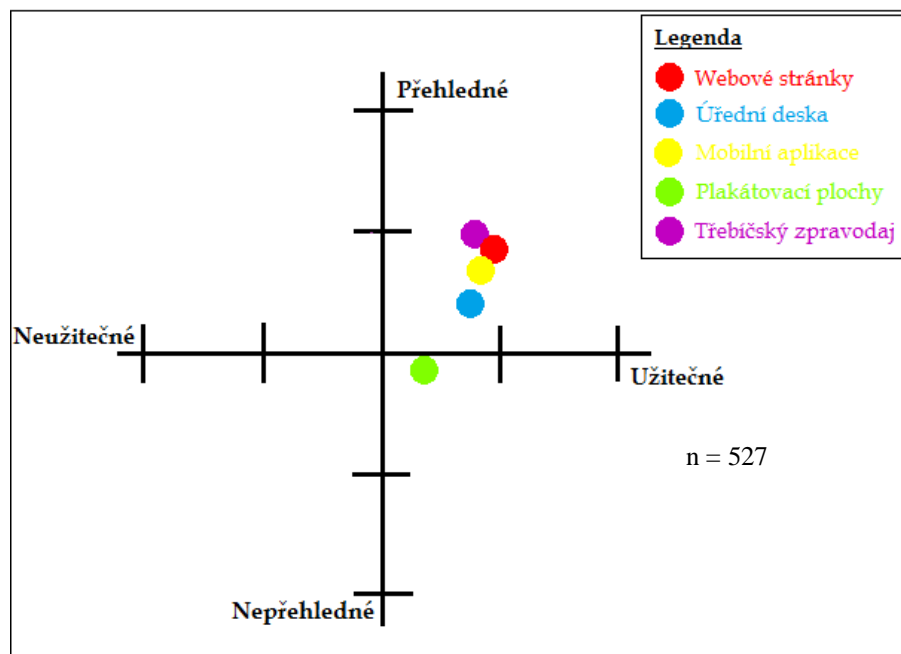 Legenda
Webové stránky
Úřední deska
Mobilní aplikace
Plakátovací plochy
Třebíčský zpravodaj
Přehledné
Neužitečné
Užitečné
n = 527
Nepřehledné